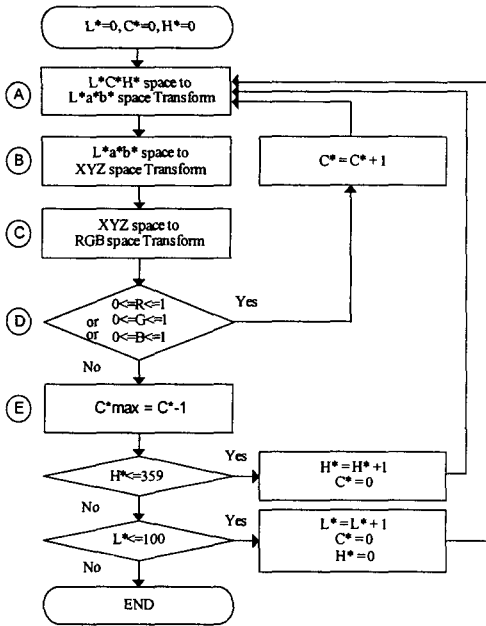 L*=0, C*=0, H*=0
A
L*C*H* space to
L*a*b* space Transform
B
L*a*b* space to
XYZ space Transform
C* = C* + 1
C
XYZ space to
RGB space Transform
D
0<=R<=1
or 0<=G<=1
or 0<=B<=1
Yes
No
E
C*max = C*-1
H*<=359
Yes
H* = H* +1
C* =0
No
L*<=100
Yes
L* =L* + 1
C* =0
H* =0
No
END